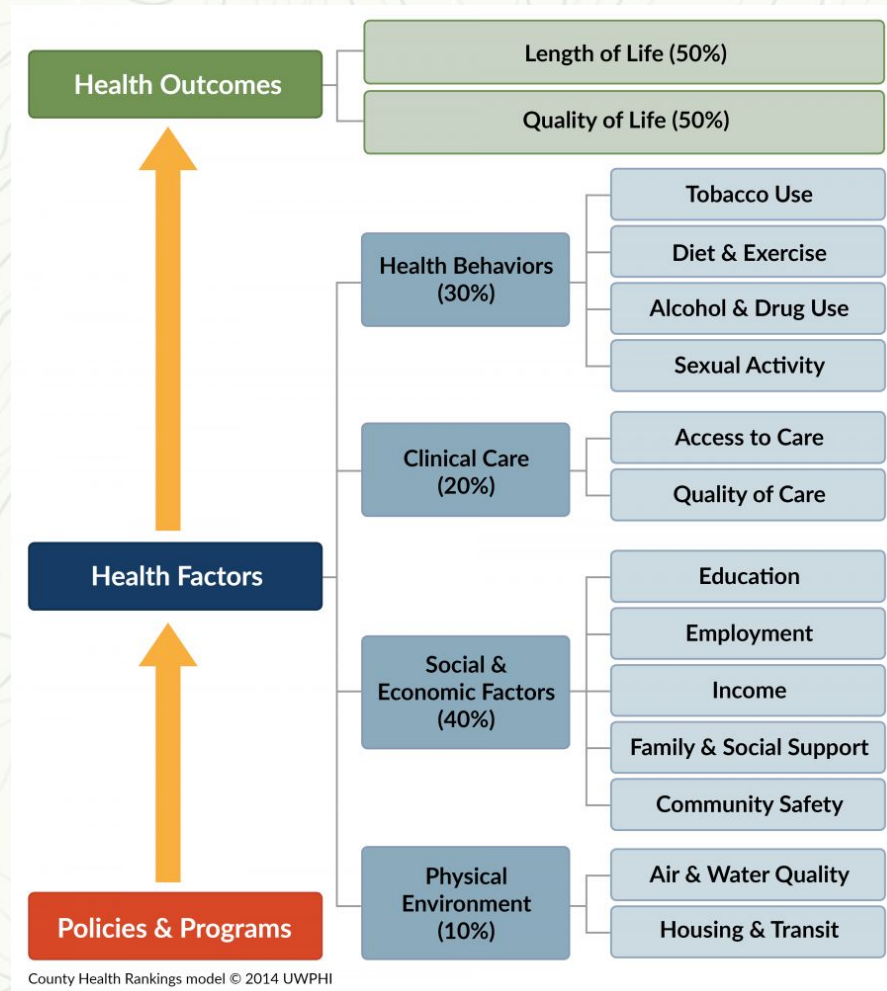 Health Outcomes
Length of Life (50%)
Quality of Life (50%)
Health Factors
Health Behaviors
(30%)
Tobacco Use
Diet & Exercise
Alcohol & Drug Use
Sexual Activity
Clinical Care
(20%)
Access to Care
Quality of Care
Social &
Economic Factors
(40%)
Education
Employment
Income
Family & Social Support
Community Safety
Physical
Environment
(10%)
Air & Water Quality
Housing & Transit
Policies & Programs
County Health Rankings model © 2014 UWPHI